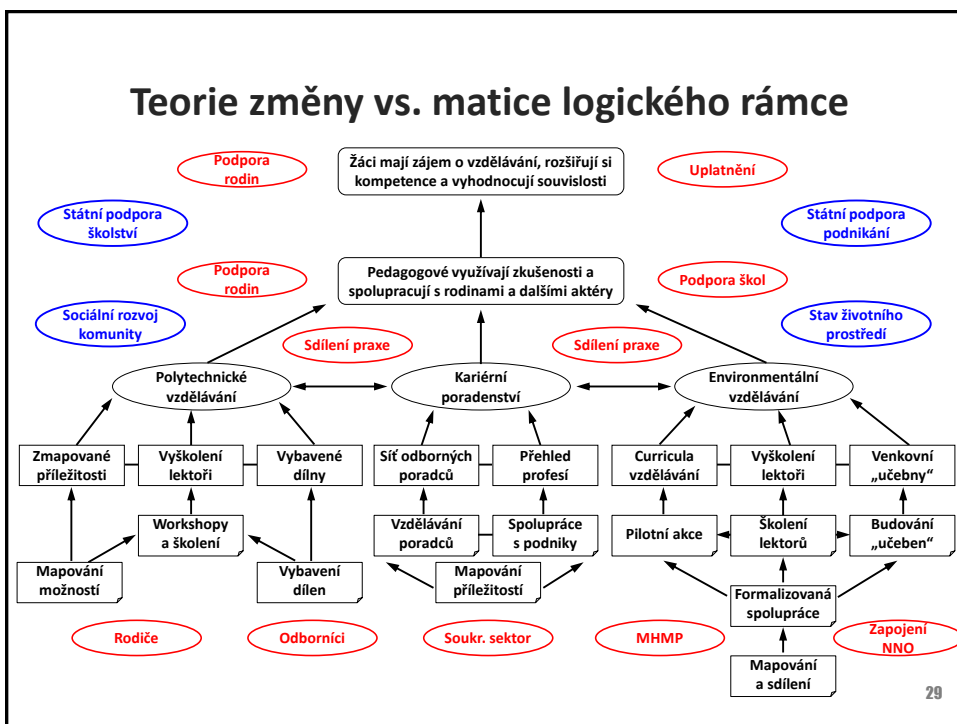 Teorie změny vs. matice logického rámce
Podpora
rodin
Žáci mají zájem o vzdělávání, rozšiřují si
kompetence a vyhodnocují souvislosti
Uplatnění
Státní podpora
školství
Státní podpora
podnikání
Podpora
rodin
Pedagogové využívají zkušenosti a
spolupracují s rodinami a dalšími aktéry
Podpora škol
Sociální rozvoj
komunity
Stav životního
prostředí
Sdílení praxe
Sdílení praxe
Polytechnické
vzdělávání
Kariérní
poradenství
Environmentální
vzdělávání
Zmapované
příležitosti
Vyškolení
lektoři
Vybavené
dílny
Síť odborných
poradců
Přehled
profesí
Curricula
vzdělávání
Vyškolení
lektoři
Venkovní
„učebny“
Workshopy
a školení
Vzdělávání
poradců
Spolupráce
s podniky
Pilotní akce
Školení
lektorů
Budování
„učeben“
Mapování
možností
Vybavení
dílen
Mapování
příležitostí
Formalizovaná
spolupráce
Rodiče
Odborníci
Soukr. sektor
MHMP
Zapojení
NNO
Mapování
a sdílení
29